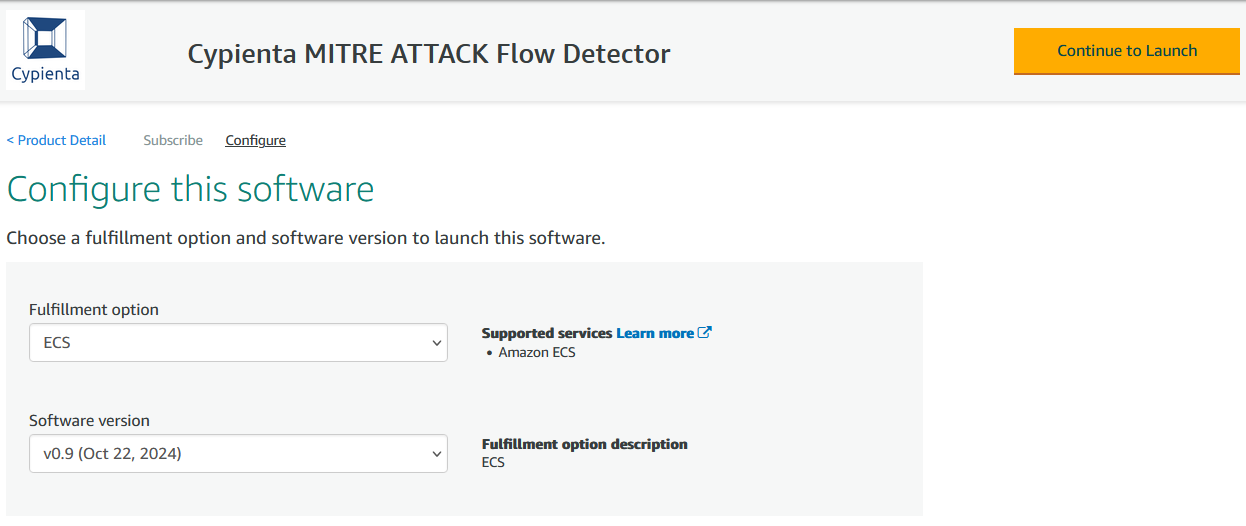 Cypienta
Cypienta MITRE ATTACK Flow Detector
Continue to Launch
< Product Detail
Subscribe
Configure
Configure this software
Choose a fulfillment option and software version to launch this software.
Fulfillment option
ECS
Supported services Learn more
• Amazon ECS
Software version
v0.9 (Oct 22, 2024)
Fulfillment option description
ECS